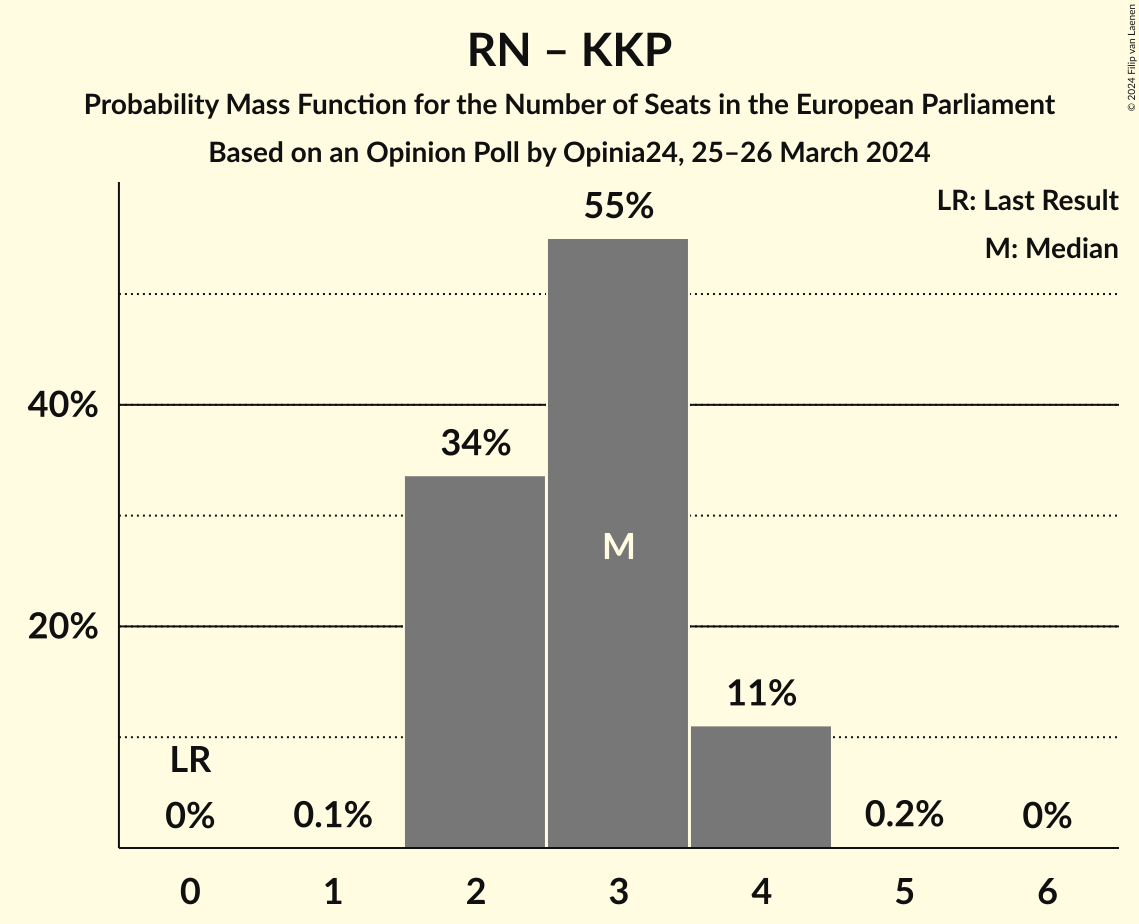 RN – KKP
Probability Mass Function for the Number of Seats in the European Parliament
Based on an Opinion Poll by Opinia24, 25–26 March 2024
© 2024 Filip van Laenen
LR: Last Result
M: Median
55%
40%
34%
M
20%
11%
LR
0%
0.1%
0.2%
0%
0 1 2 3 4 5 6